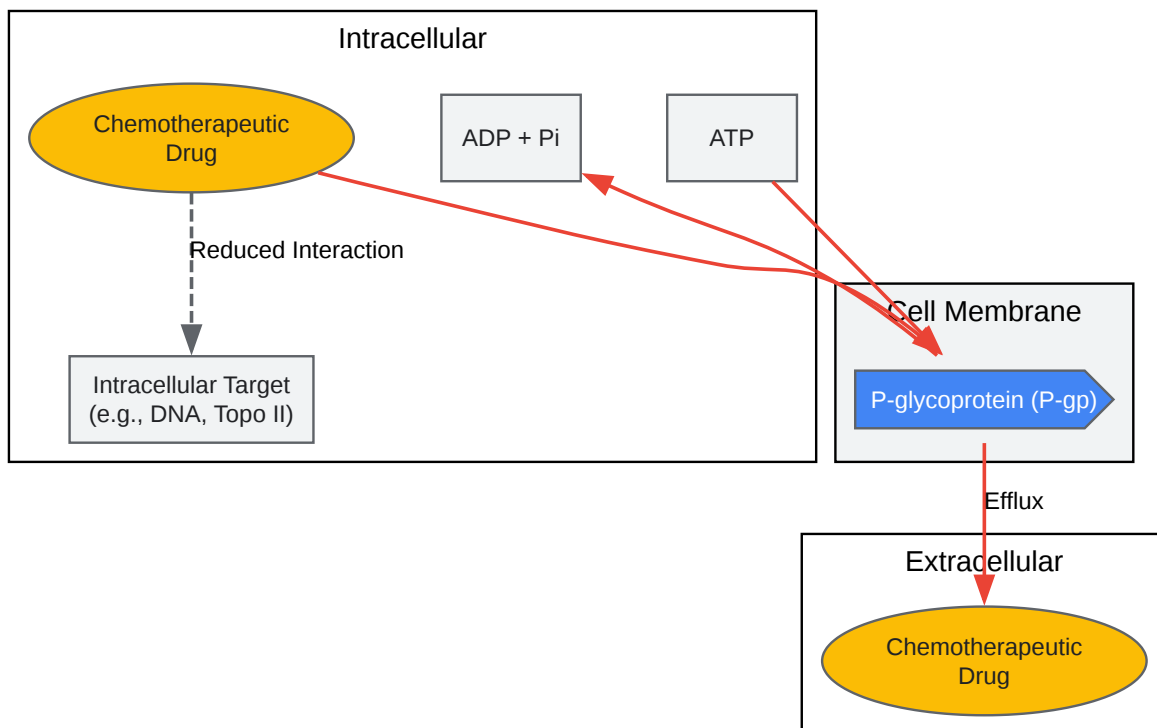 Intracellular
Chemotherapeutic
Drug
ADP + Pi
ATP
Reduced Interaction
Intracellular Target
(e.g., DNA, Topo II)
Cell Membrane
P-glycoprotein (P-gp)
Efflux
Extracellular
Chemotherapeutic
Drug